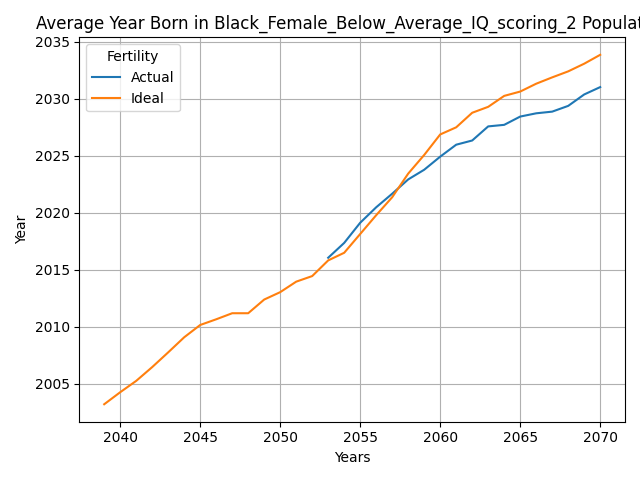 Average Year Born in Black_Female_Below_Average_IQ_scoring_2 Populat
Fertility
Actual
Ideal
2035
2030
2025
2020
2015
2010
2005
Year
2040 2045 2050 2055 2060 2065 2070
Years